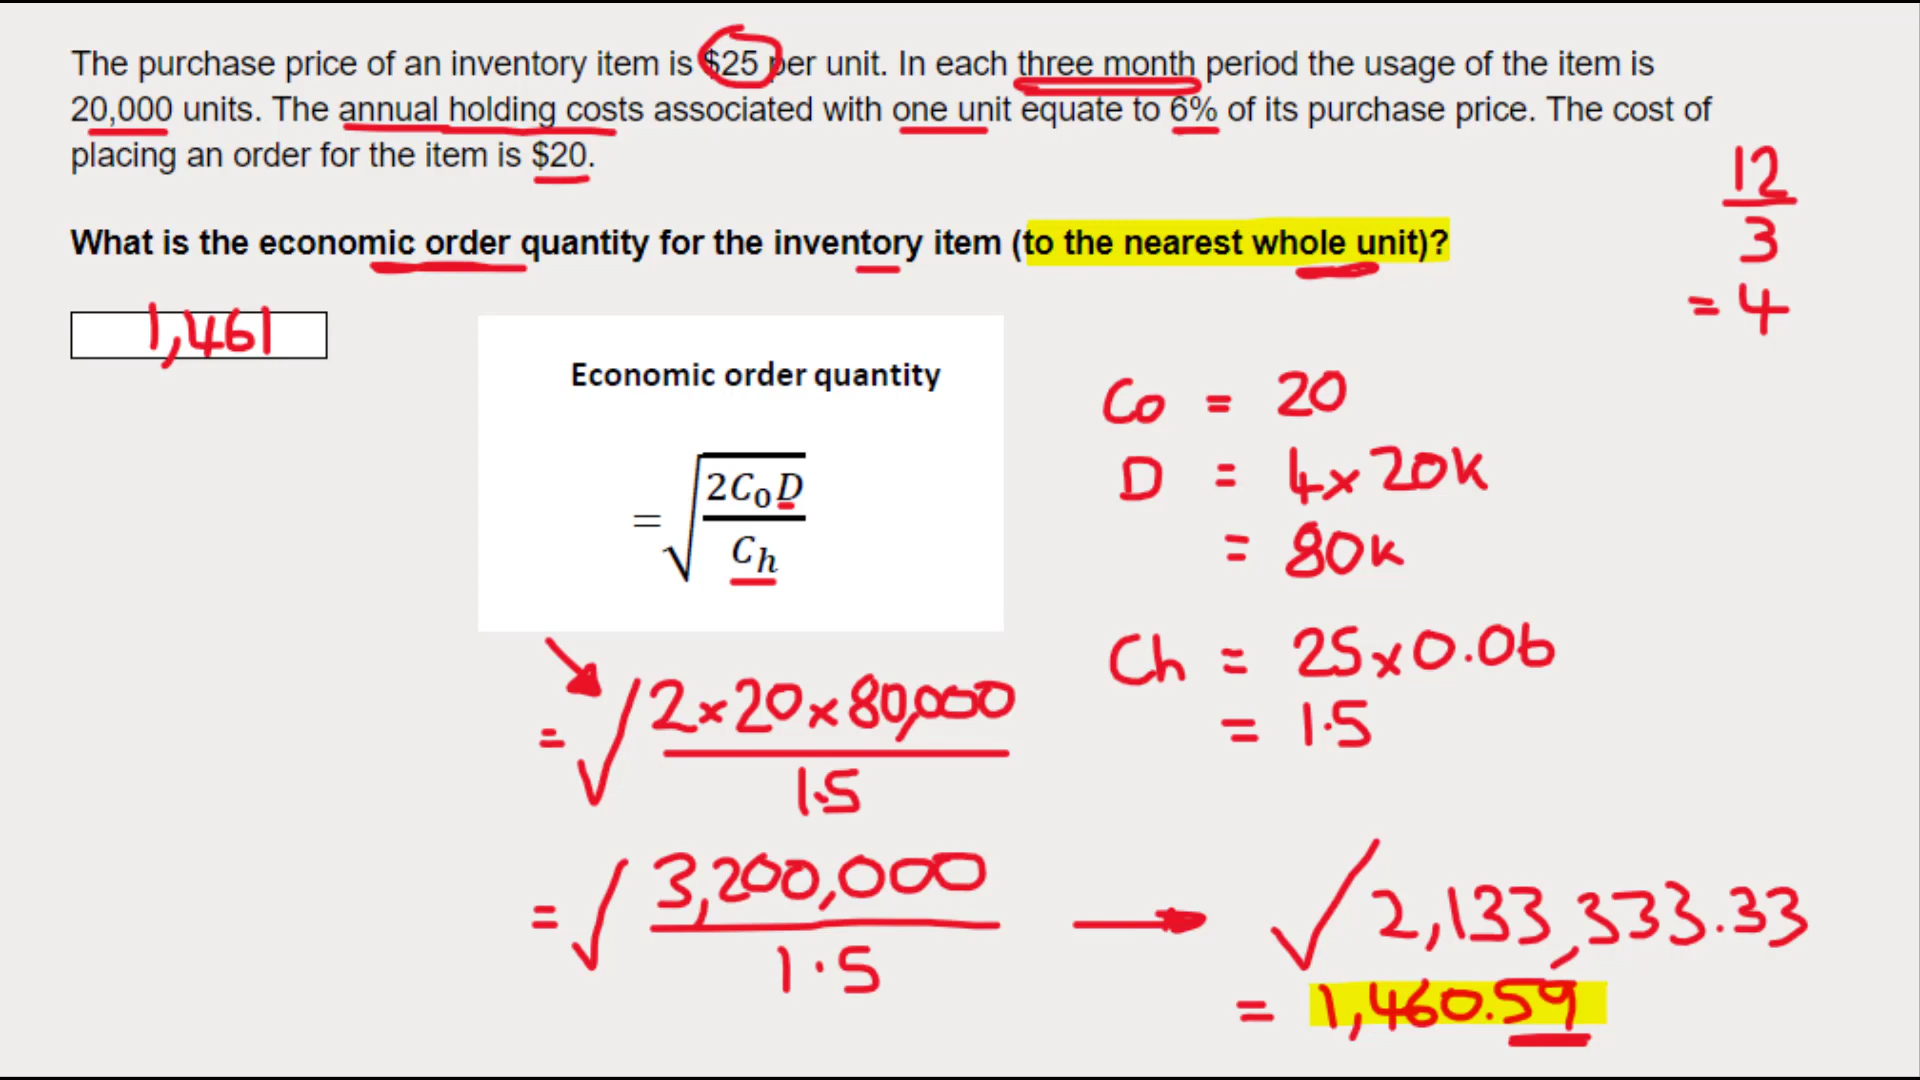 The purchase price of an inventory item is $25 per unit. In each three month period the usage of the item is
20,000 units. The annual holding costs associated with one unit equate to 6% of its purchase price. The cost of
placing an order for the item is $20.
What is the economic order quantity for the inventory item (to the nearest whole unit)?
12
3
= 4
1,461
Economic order quantity
= √ 2C₀D
Cₕ
Co = 20
D = 4 x 20K
= 80K
Ch = 25 x 0.06
= 1.5
= √ 2 x 20 x 80,000
1.5
= √ 3,200,000
1.5
√ 2,133,333.33
= 1,460.59